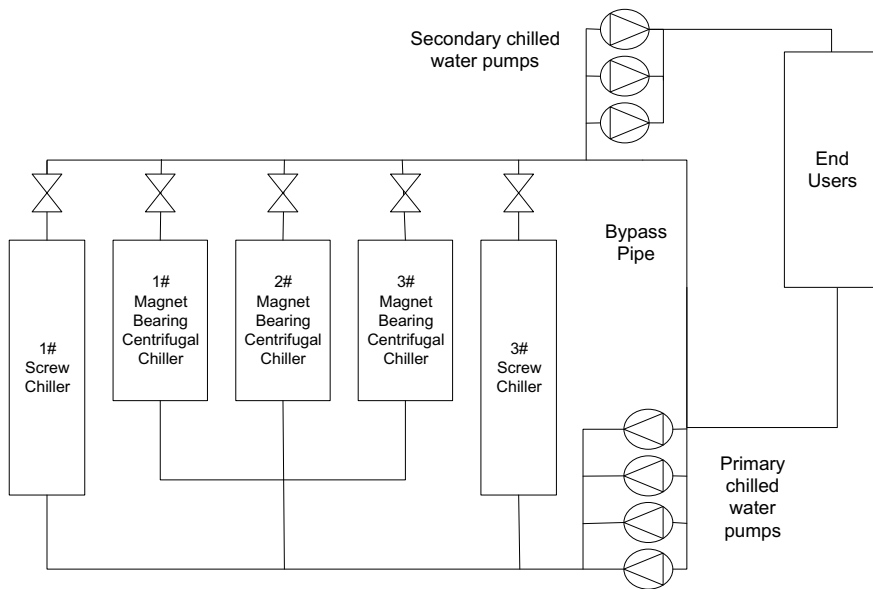 Secondary chilled
water pumps
End
Users
Bypass
Pipe
1#
Screw
Chiller
1#
Magnet
Bearing
Centrifugal
Chiller
2#
Magnet
Bearing
Centrifugal
Chiller
3#
Magnet
Bearing
Centrifugal
Chiller
3#
Screw
Chiller
Primary
chilled
water
pumps